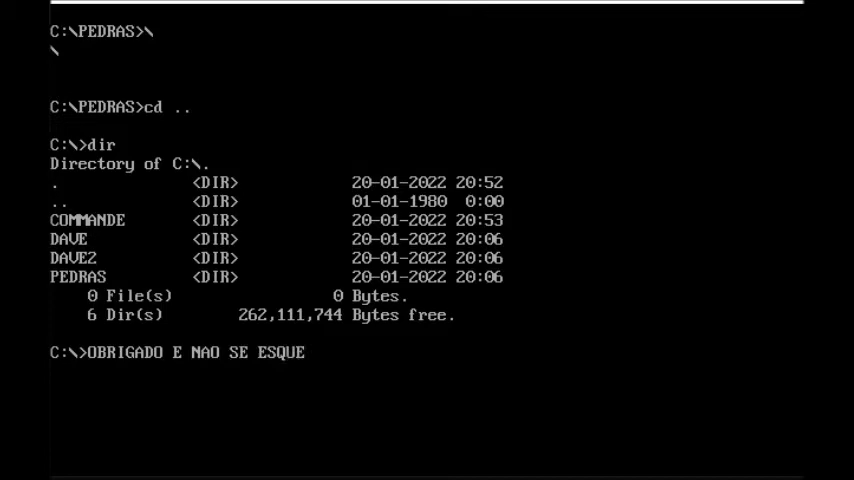 C:\PEDRAS>\
\
C:\PEDRAS>cd ..
C:\>dir
Directory of C:\.
. <DIR> 20-01-2022 20:52
.. <DIR> 01-01-1980 0:00
COMMANDE <DIR> 20-01-2022 20:53
DAVE <DIR> 20-01-2022 20:06
DAVE2 <DIR> 20-01-2022 20:06
PEDRAS <DIR> 20-01-2022 20:06
0 File(s) 0 Bytes.
6 Dir(s) 262,111,744 Bytes free.
C:\>OBRIGADO E NAO SE ESQUE